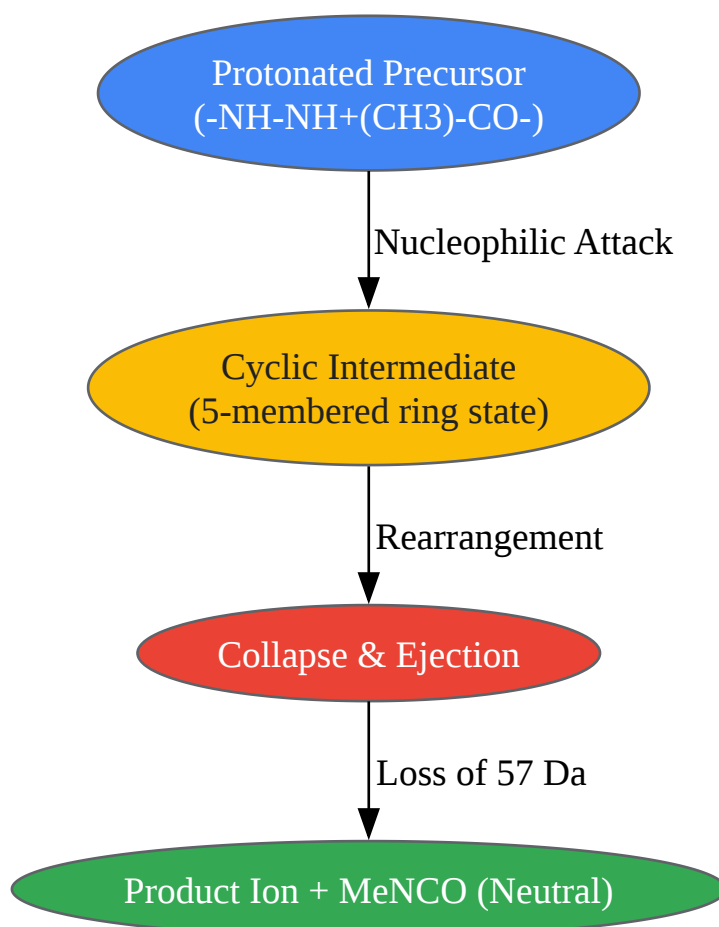 Protonated Precursor
(-NH-NH+(CH3)-CO-)
Nucleophilic Attack
Cyclic Intermediate
(5-membered ring state)
Rearrangement
Collapse & Ejection
Loss of 57 Da
Product Ion + MeNCO (Neutral)